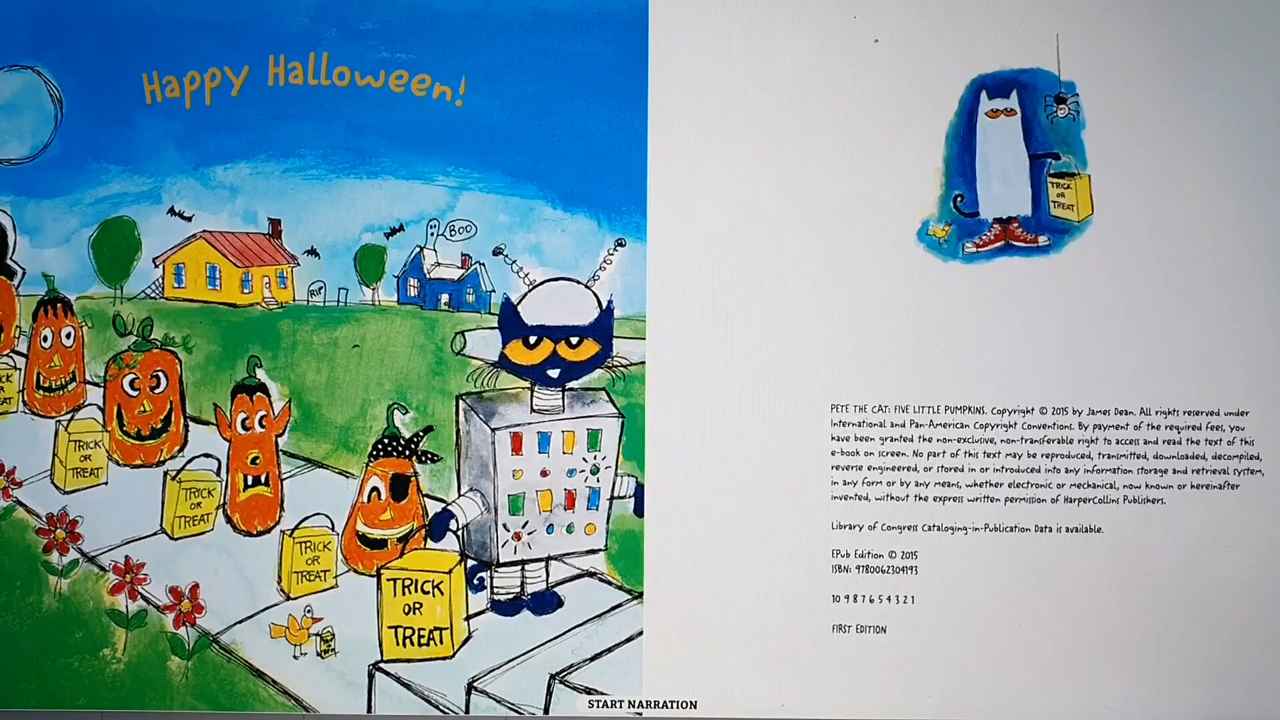 Happy Halloween!
BOO
RIP
TRICK
OR
TREAT
TRICK
OR
TREAT
TRICK
OR
TREAT
TRICK
OR
TREAT
TRICK
OR
TREAT
PETE THE CAT: FIVE LITTLE PUMPKINS. Copyright © 2015 by James Dean. All rights reserved under
International and Pan-American Copyright Conventions. By payment of the required fees, you
have been granted the non-exclusive, non-transferable right to access and read the text of this
e-book on screen. No part of this text may be reproduced, transmitted, downloaded, decompiled,
reverse engineered, or stored in or introduced into any information storage and retrieval system,
in any form or by any means, whether electronic or mechanical, now known or hereinafter
invented, without the express written permission of HarperCollins Publishers.
Library of Congress Cataloging-in-Publication Data is available.
EPub Edition © 2015
ISBN: 9780062304193
10 9 8 7 6 5 4 3 2 1
FIRST EDITION
START NARRATION